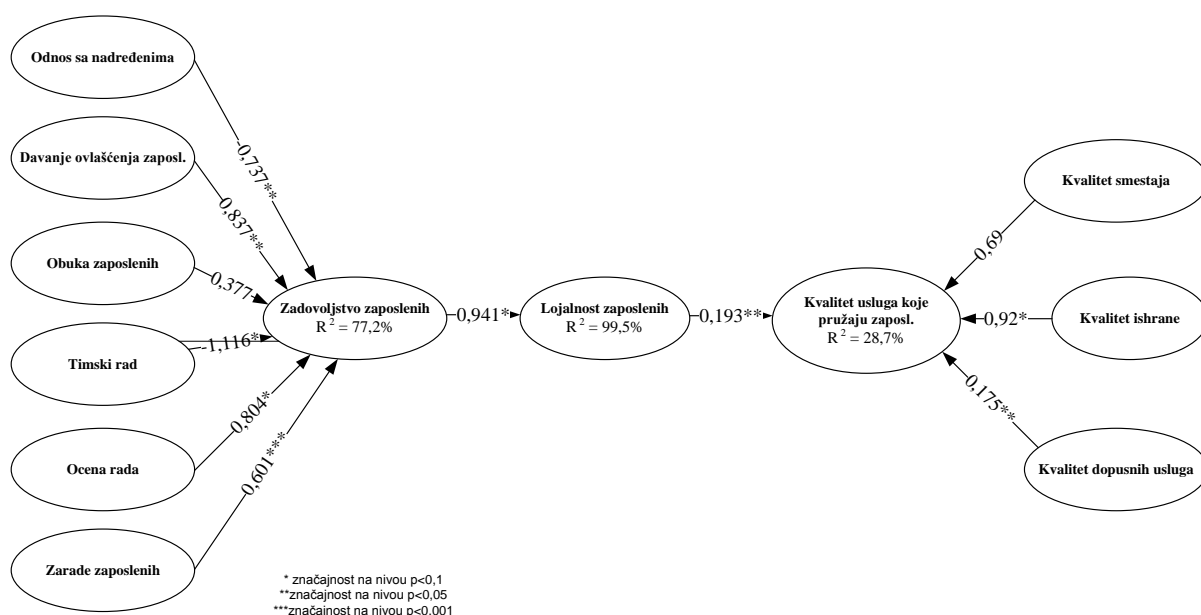 Odnos sa nadređenima
Davanje ovlašćenja zaposl.
Obuka zaposlenih
Timski rad
Ocena rada
Zarade zaposlenih
-0,737**
0,837**
0,377
-1,116*
0,804*
0,601***
Zadovoljstvo zaposlenih
R² = 77,2%
0,941*
Lojalnost zaposlenih
R² = 99,5%
0,193**
Kvalitet usluga koje
pružaju zaposl.
R² = 28,7%
0,69
0,92*
0,175**
Kvalitet smestaja
Kvalitet ishrane
Kvalitet dopusnih usluga
* značajnost na nivou p<0,1
**značajnost na nivou p<0,05
***značajnost na nivou p<0,001